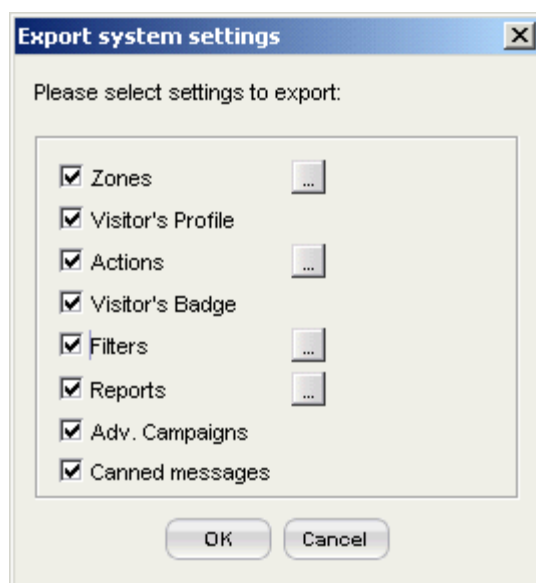 Export system settings
Please select settings to export:
Zones ...
Visitor's Profile
Actions ...
Visitor's Badge
Filters ...
Reports ...
Adv. Campaigns
Canned messages
OK Cancel